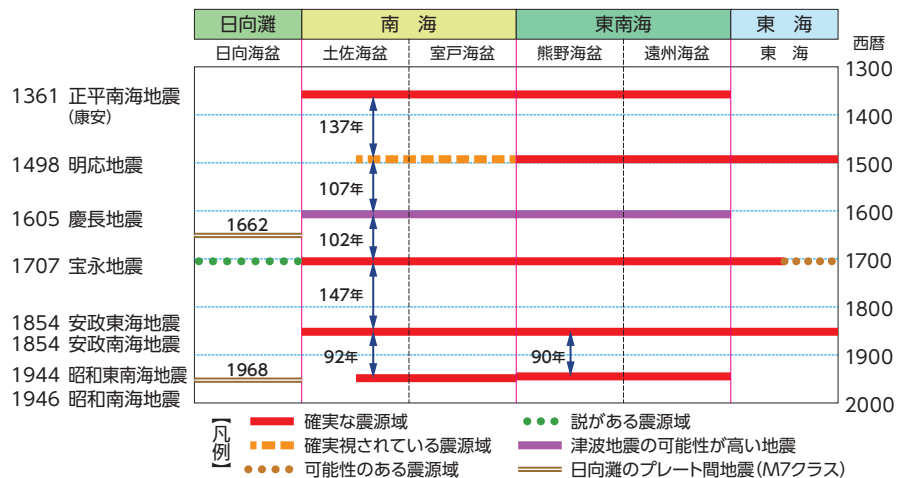 日向灘 南 海 東南海 東 海
日向海盆 土佐海盆 室戸海盆 熊野海盆 遠州海盆 東 海
西暦
1300
1361 正平南海地震
(康安)
1400
137年
1498 明応地震
1500
107年
1605 慶長地震
1600
1662
102年
1707 宝永地震
1700
147年
1800
1854 安政東海地震
1854 安政南海地震
92年
90年
1900
1944 昭和東南海地震
1968
1946 昭和南海地震
2000
【凡例】
確実な震源域
確実視されている震源域
可能性のある震源域
説がある震源域
津波地震の可能性が高い地震
日向灘のプレート間地震(M7クラス)